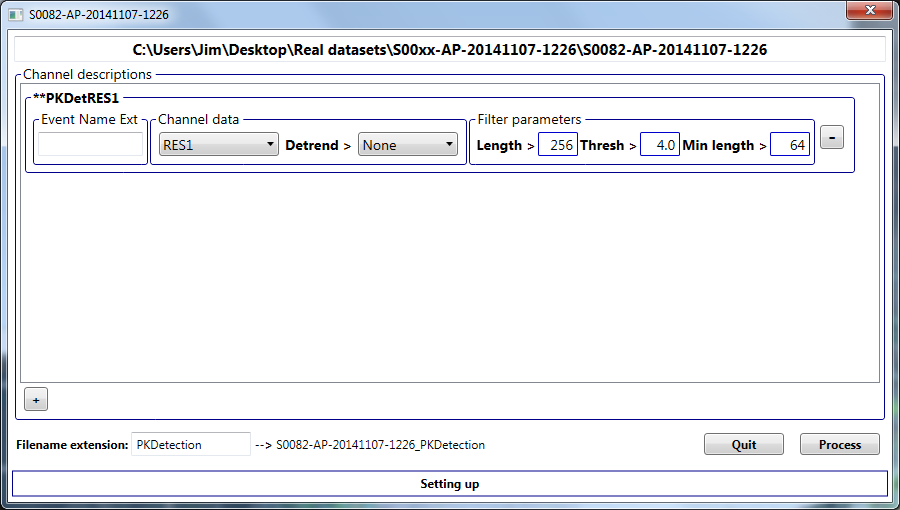 S0082-AP-20141107-1226
C:\Users\Jim\Desktop\Real datasets\S00xx-AP-20141107-1226\S0082-AP-20141107-1226
Channel descriptions
**PKDetRES1
Event Name Ext Channel data Filter parameters
RES1 Detrend > None Length > 256 Thresh > 4.0 Min length > 64 -
+
Filename extension: PKDetection --> S0082-AP-20141107-1226_PKDetection Quit Process
Setting up